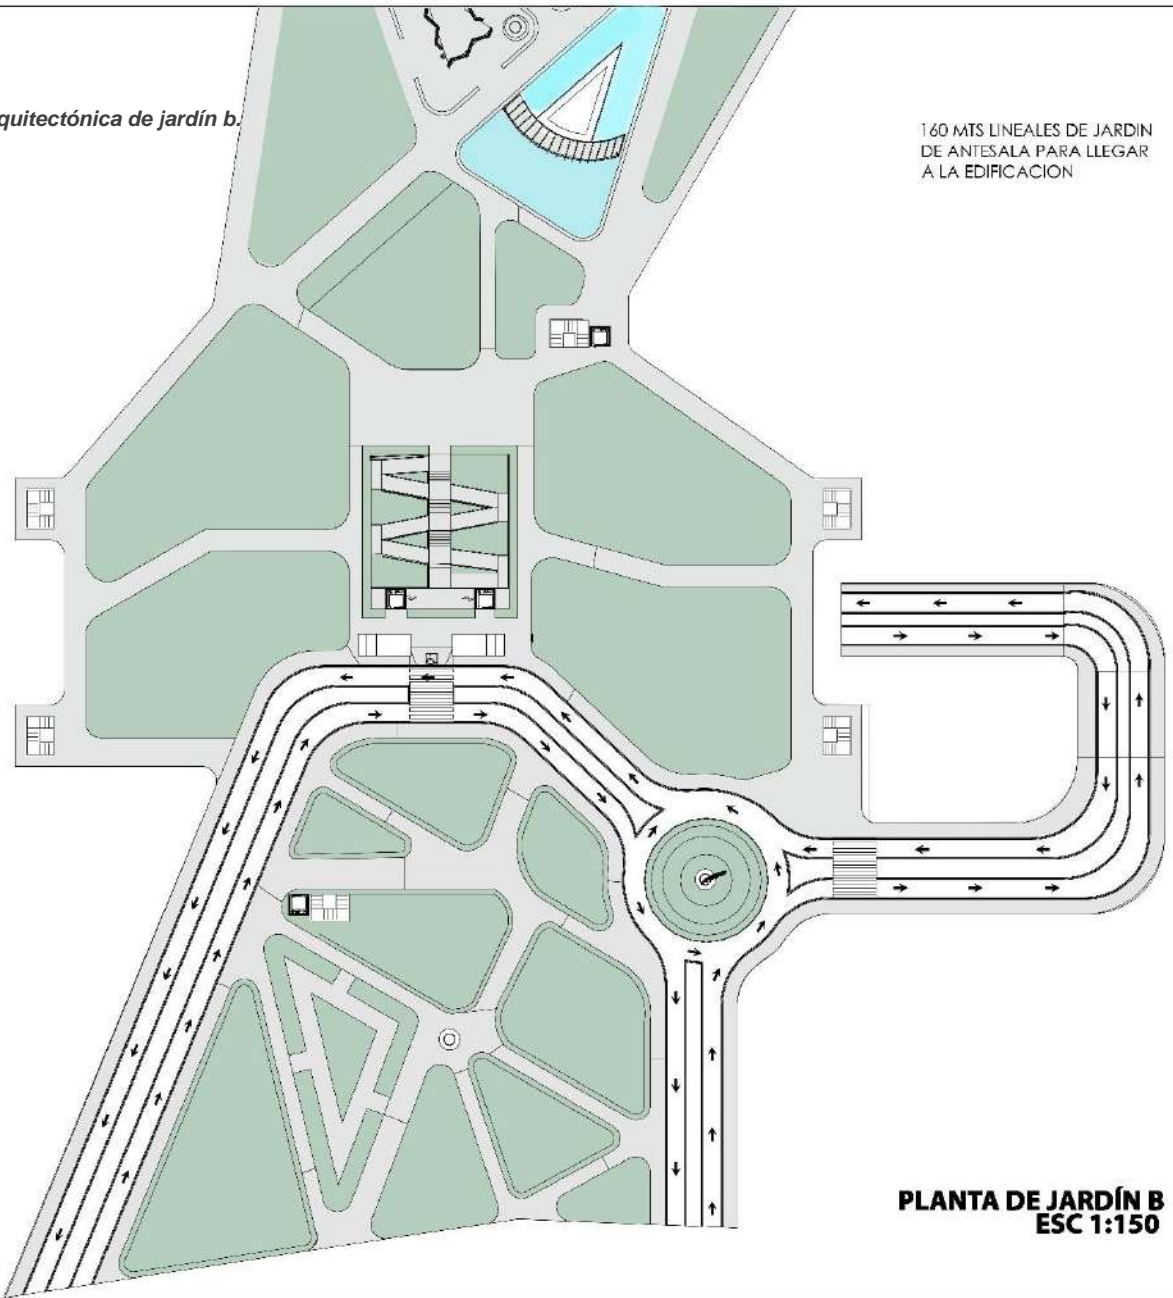 quitectónica de jardín b.
160 MTS LINEALES DE JARDIN
DE ANTESALA PARA LLEGAR
A LA EDIFICACION
PLANTA DE JARDÍN B
ESC 1:150